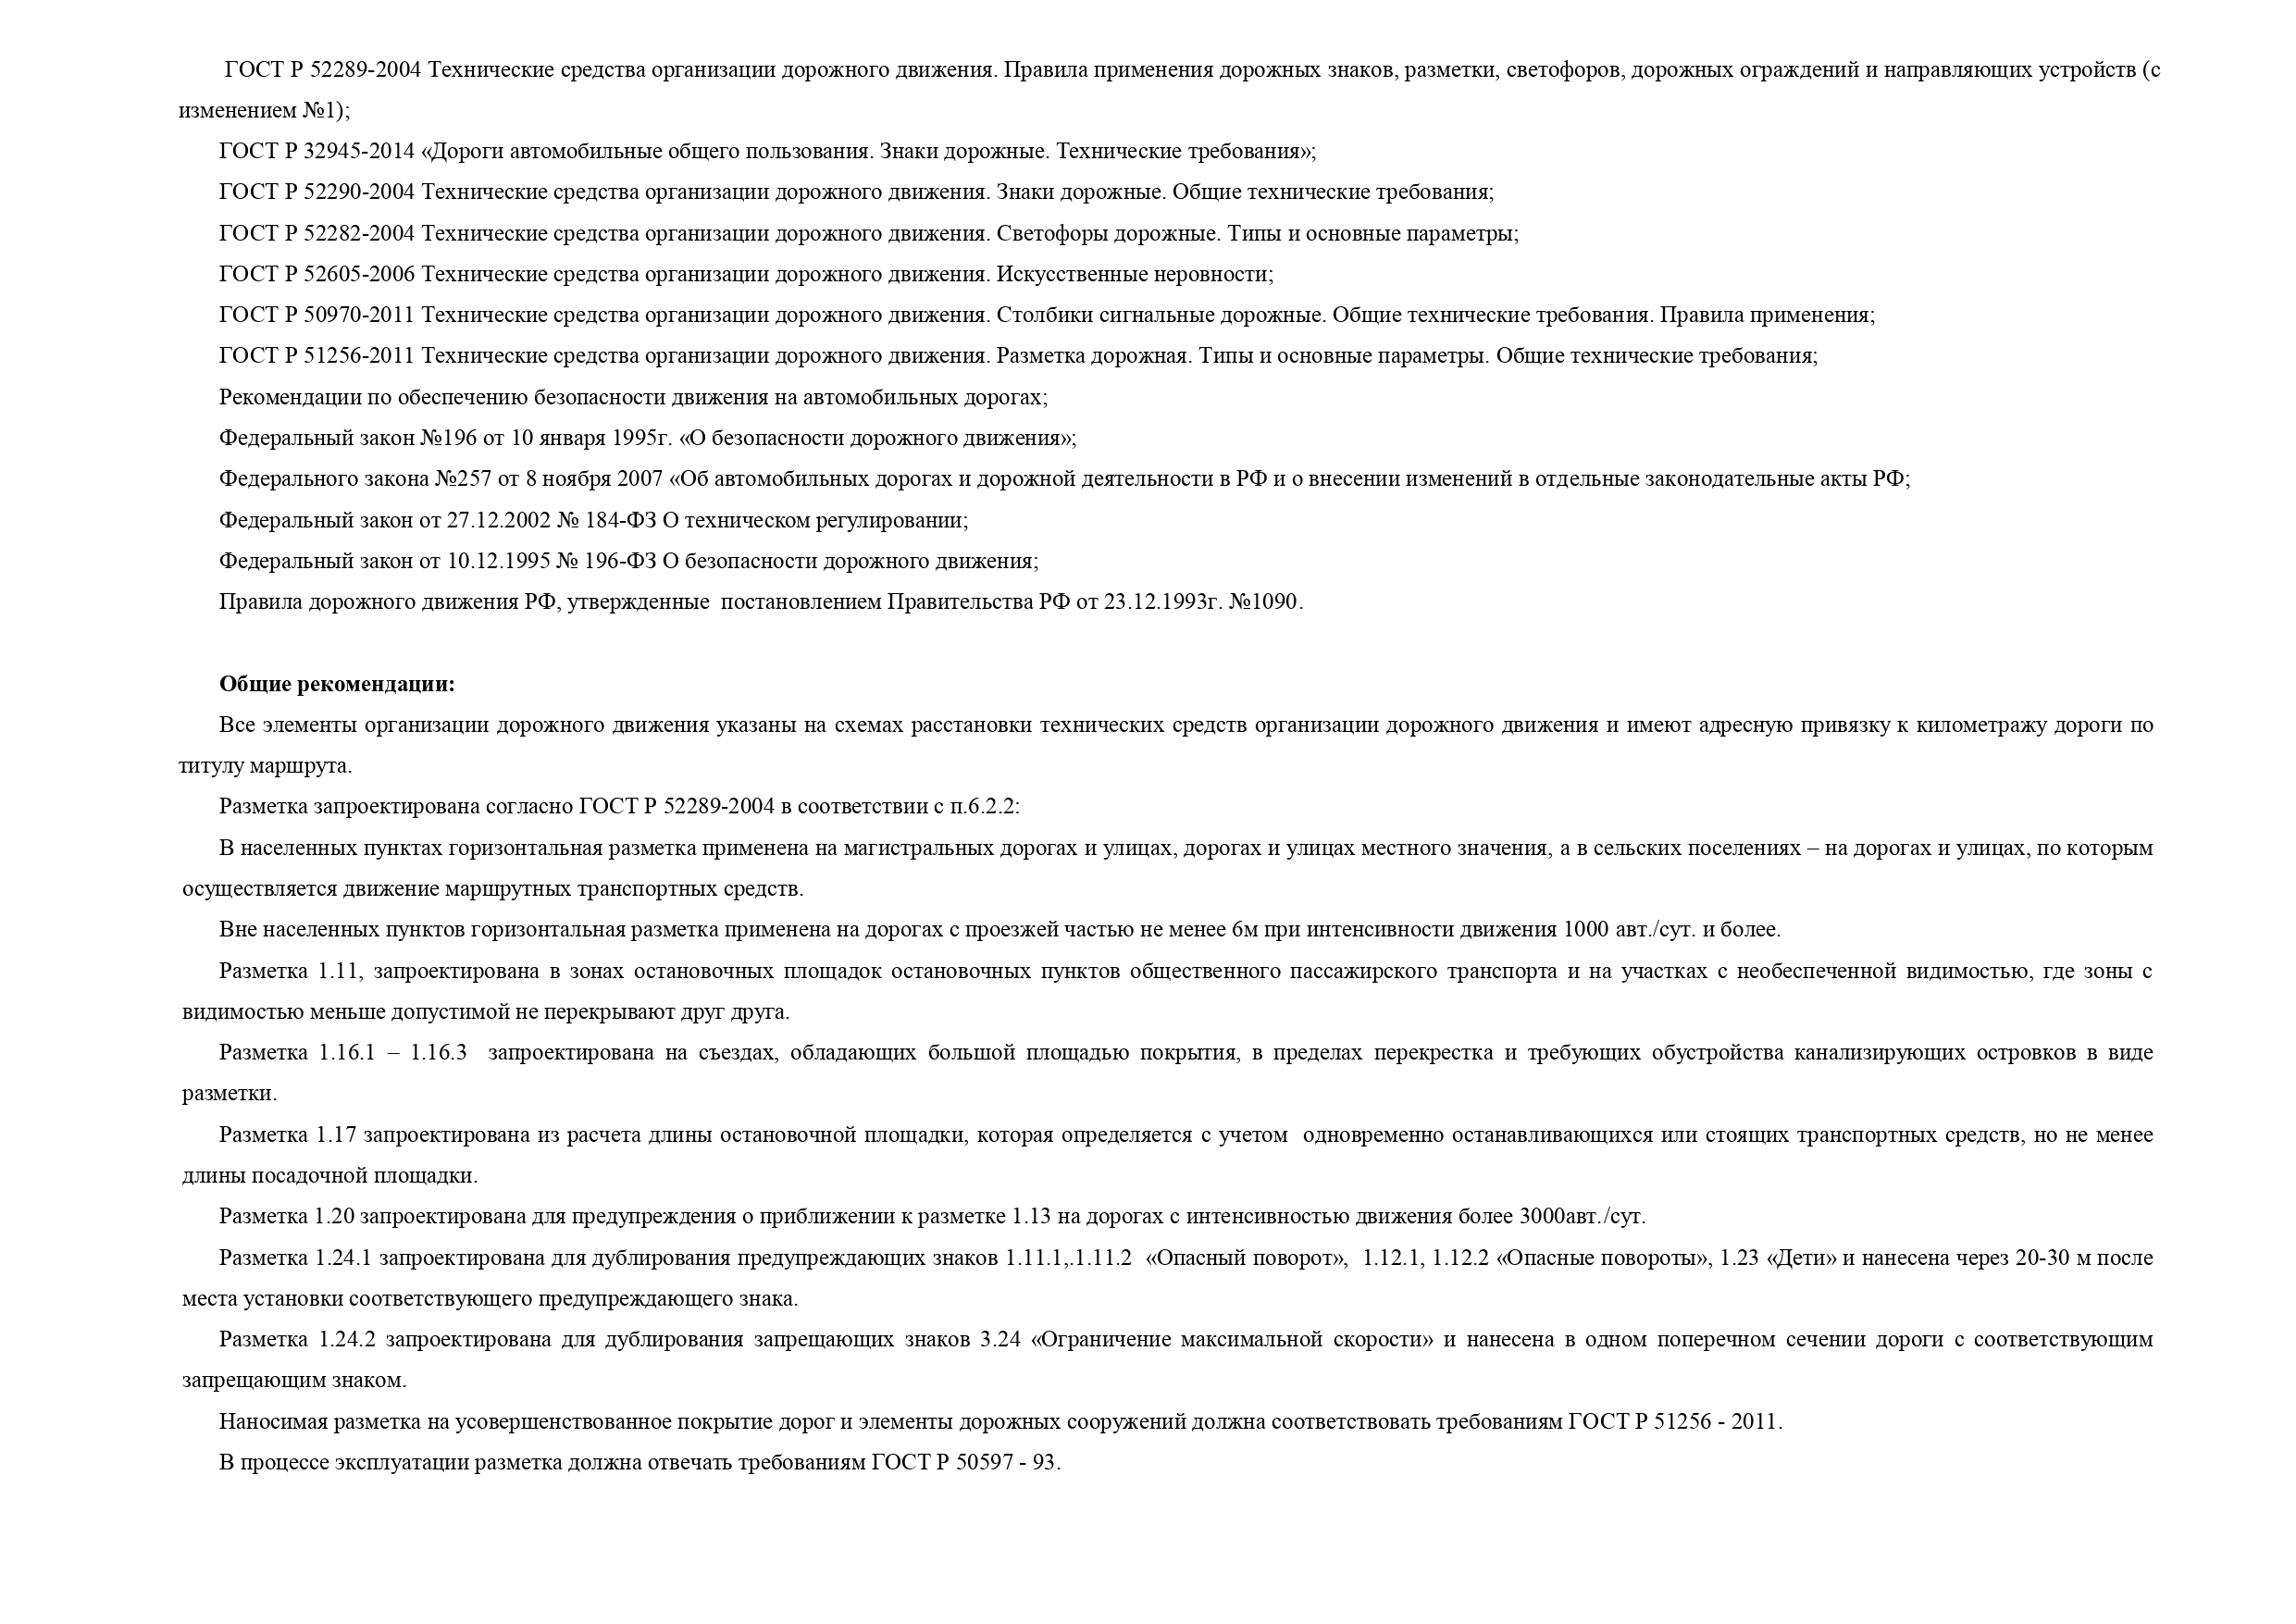 ГОСТ Р 52289-2004 Технические средства организации дорожного движения. Правила применения дорожных знаков, разметки, светофоров, дорожных ограждений и направляющих устройств (с
изменением №1);
ГОСТ Р 32945-2014 «Дороги автомобильные общего пользования. Знаки дорожные. Технические требования»;
ГОСТ Р 52290-2004 Технические средства организации дорожного движения. Знаки дорожные. Общие технические требования;
ГОСТ Р 52282-2004 Технические средства организации дорожного движения. Светофоры дорожные. Типы и основные параметры;
ГОСТ Р 52605-2006 Технические средства организации дорожного движения. Искусственные неровности;
ГОСТ Р 50970-2011 Технические средства организации дорожного движения. Столбики сигнальные дорожные. Общие технические требования. Правила применения;
ГОСТ Р 51256-2011 Технические средства организации дорожного движения. Разметка дорожная. Типы и основные параметры. Общие технические требования;
Рекомендации по обеспечению безопасности движения на автомобильных дорогах;
Федеральный закон №196 от 10 января 1995г. «О безопасности дорожного движения»;
Федерального закона №257 от 8 ноября 2007 «Об автомобильных дорогах и дорожной деятельности в РФ и о внесении изменений в отдельные законодательные акты РФ;
Федеральный закон от 27.12.2002 № 184-ФЗ О техническом регулировании;
Федеральный закон от 10.12.1995 № 196-ФЗ О безопасности дорожного движения;
Правила дорожного движения РФ, утвержденные  постановлением Правительства РФ от 23.12.1993г. №1090.
Общие рекомендации:
Все элементы организации дорожного движения указаны на схемах расстановки технических средств организации дорожного движения и имеют адресную привязку к километражу дороги по
титулу маршрута.
Разметка запроектирована согласно ГОСТ Р 52289-2004 в соответствии с п.6.2.2:
В населенных пунктах горизонтальная разметка применена на магистральных дорогах и улицах, дорогах и улицах местного значения, а в сельских поселениях – на дорогах и улицах, по которым
осуществляется движение маршрутных транспортных средств.
Вне населенных пунктов горизонтальная разметка применена на дорогах с проезжей частью не менее 6м при интенсивности движения 1000 авт./сут. и более.
Разметка 1.11, запроектирована в зонах остановочных площадок остановочных пунктов общественного пассажирского транспорта и на участках с необеспеченной видимостью, где зоны с
видимостью меньше допустимой не перекрывают друг друга.
Разметка 1.16.1 – 1.16.3  запроектирована на съездах, обладающих большой площадью покрытия, в пределах перекрестка и требующих обустройства канализирующих островков в виде
разметки.
Разметка 1.17 запроектирована из расчета длины остановочной площадки, которая определяется с учетом  одновременно останавливающихся или стоящих транспортных средств, но не менее
длины посадочной площадки.
Разметка 1.20 запроектирована для предупреждения о приближении к разметке 1.13 на дорогах с интенсивностью движения более 3000авт./сут.
Разметка 1.24.1 запроектирована для дублирования предупреждающих знаков 1.11.1,.1.11.2  «Опасный поворот»,  1.12.1, 1.12.2 «Опасные повороты», 1.23 «Дети» и нанесена через 20-30 м после
места установки соответствующего предупреждающего знака.
Разметка 1.24.2 запроектирована для дублирования запрещающих знаков 3.24 «Ограничение максимальной скорости» и нанесена в одном поперечном сечении дороги с соответствующим
запрещающим знаком.
Наносимая разметка на усовершенствованное покрытие дорог и элементы дорожных сооружений должна соответствовать требованиям ГОСТ Р 51256 - 2011.
В процессе эксплуатации разметка должна отвечать требованиям ГОСТ Р 50597 - 93.